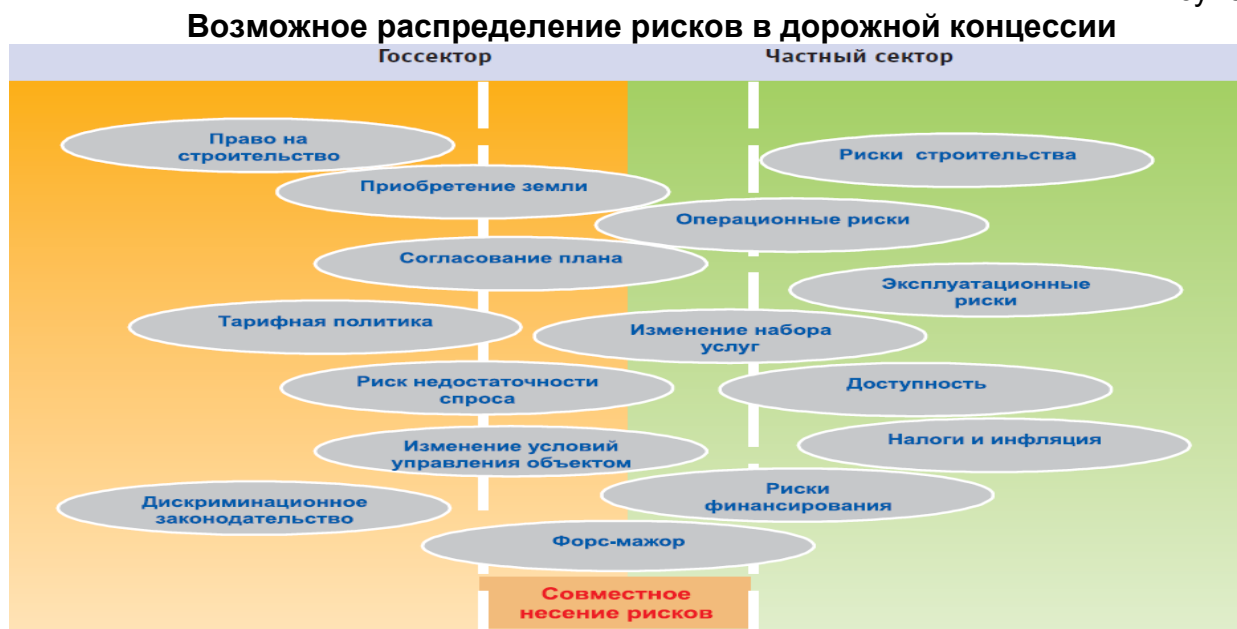 Возможное распределение рисков в дорожной концессии
Госсектор
Частный сектор
Право на
строительство
Риски строительства
Приобретение земли
Операционные риски
Согласование плана
Эксплуатационные
риски
Тарифная политика
Изменение набора
услуг
Риск недостаточности
спроса
Доступность
Изменение условий
управления объектом
Налоги и инфляция
Дискриминационное
законодательство
Риски
финансирования
Форс-мажор
Совместное
несение рисков